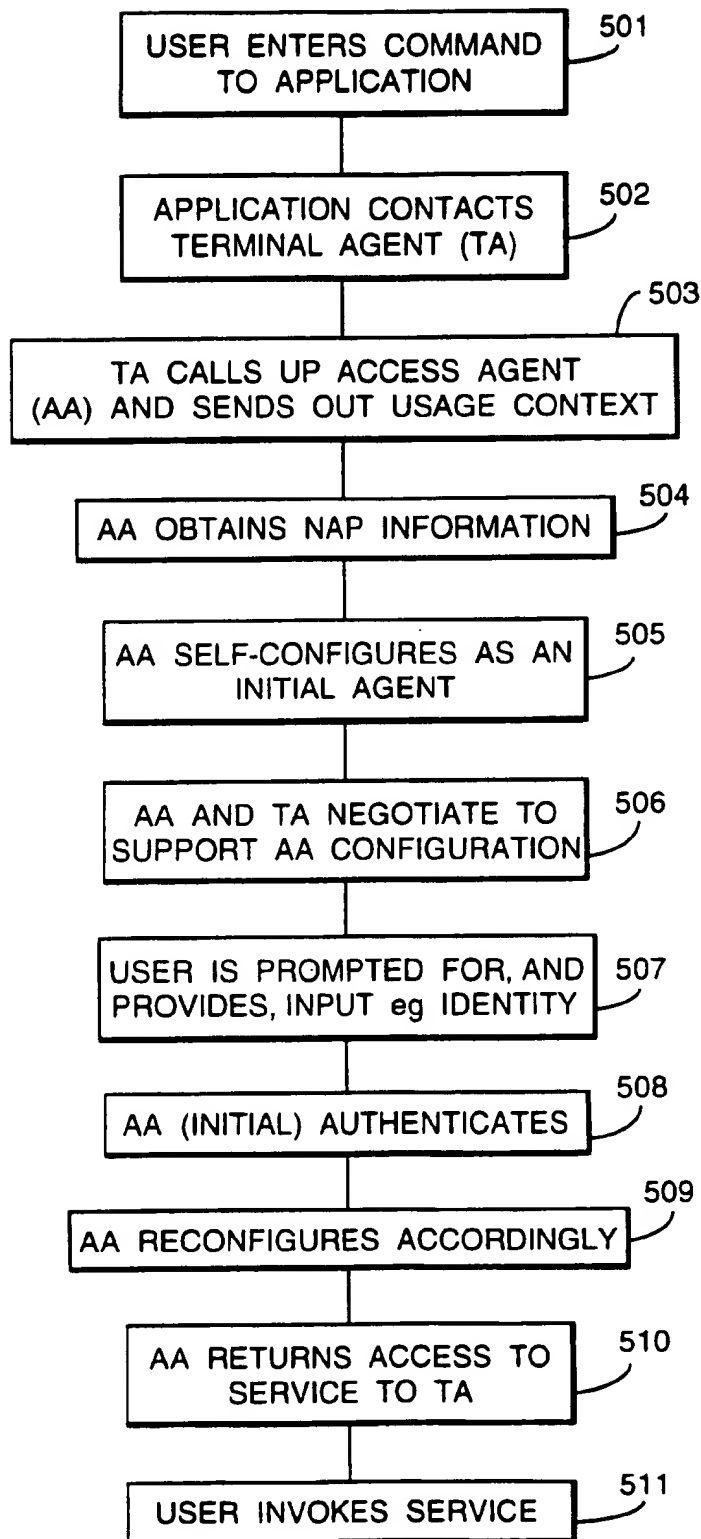 501
USER ENTERS COMMAND
TO APPLICATION
502
APPLICATION CONTACTS
TERMINAL AGENT (TA)
503
TA CALLS UP ACCESS AGENT
(AA) AND SENDS OUT USAGE CONTEXT
504
AA OBTAINS NAP INFORMATION
505
AA SELF-CONFIGURES AS AN
INITIAL AGENT
506
AA AND TA NEGOTIATE TO
SUPPORT AA CONFIGURATION
507
USER IS PROMPTED FOR, AND
PROVIDES, INPUT eg IDENTITY
508
AA (INITIAL) AUTHENTICATES
509
AA RECONFIGURES ACCORDINGLY
510
AA RETURNS ACCESS TO
SERVICE TO TA
511
USER INVOKES SERVICE